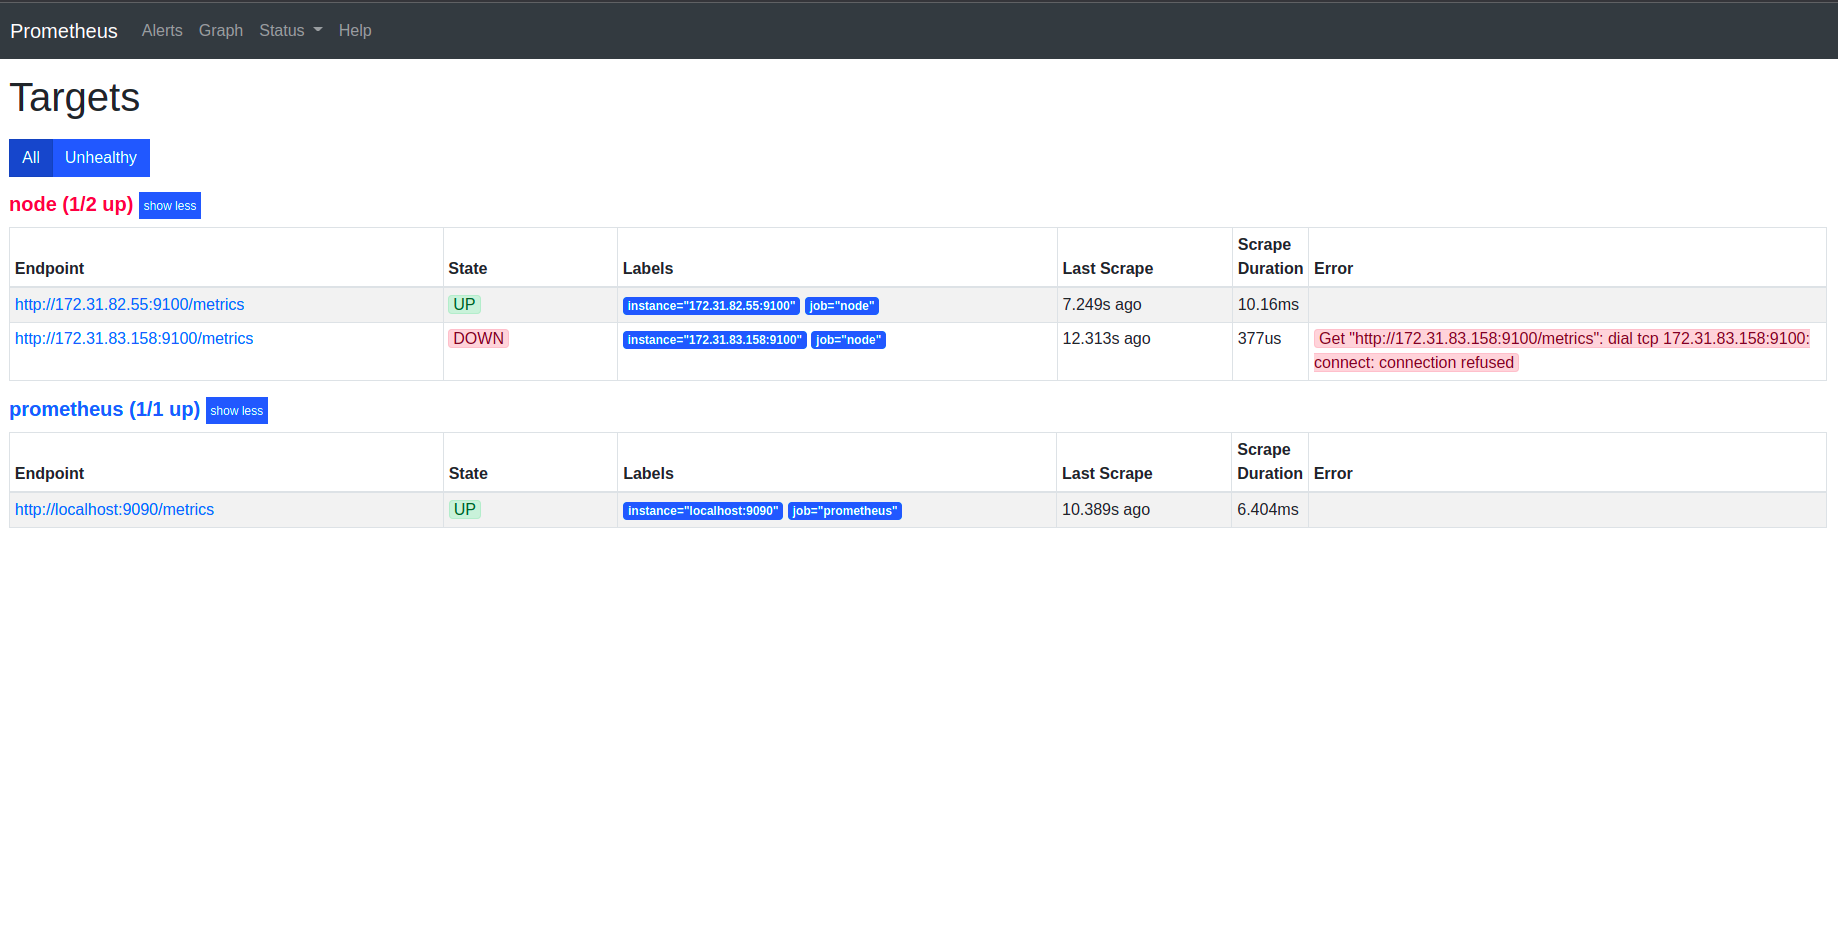 Prometheus Alerts Graph Status Help
Targets
All Unhealthy
node (1/2 up) show less
Endpoint State Labels Last Scrape Scrape Duration Error
http://172.31.82.55:9100/metrics UP instance="172.31.82.55:9100" job="node" 7.249s ago 10.16ms
http://172.31.83.158:9100/metrics DOWN instance="172.31.83.158:9100" job="node" 12.313s ago 377us Get "http://172.31.83.158:9100/metrics": dial tcp 172.31.83.158:9100:
connect: connection refused
prometheus (1/1 up) show less
Endpoint State Labels Last Scrape Scrape Duration Error
http://localhost:9090/metrics UP instance="localhost:9090" job="prometheus" 10.389s ago 6.404ms